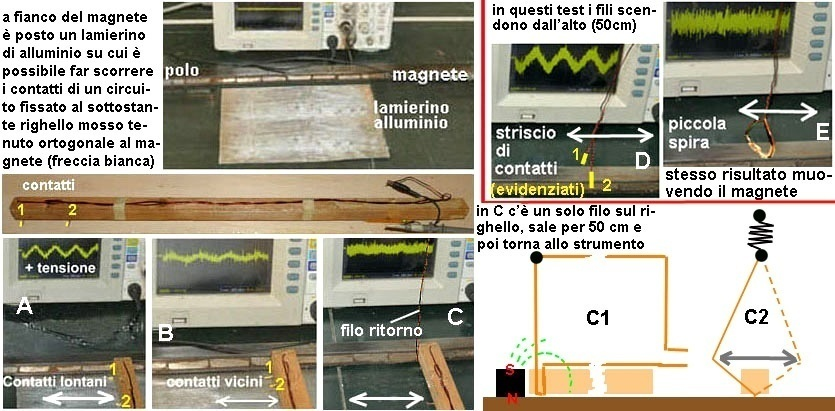 a fianco del magnete
è posto un lamierino
di alluminio su cui è
possibile far scorrere
i contatti di un circui-
to fissato al sottostan-
te righello mosso te-
nuto ortogonale al ma-
gnete (freccia bianca)
polo
magnete
lamierino
alluminio
contatti
1
2
+ tensione
A
Contatti lontani
1
2
B
contatti vicini
1
2
C
filo ritorno
in questi test i fili scen-
dono dall'alto (50cm)
striscio
di
contatti
(evidenziati)
1
2
D
piccola
spira
E
stesso risultato muo-
vendo il magnete
in C c'è un solo filo sul ri-
ghello, sale per 50 cm e
poi torna allo strumento
C1
S
N
C2